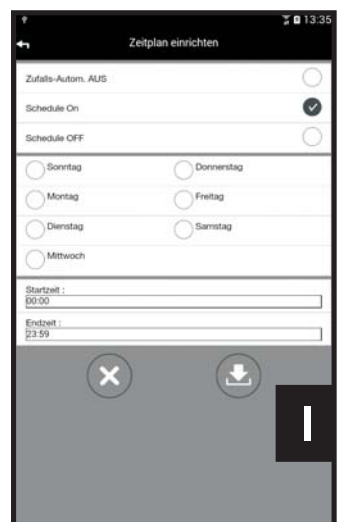 13:35
Zeitplan einrichten
Zufalls-Autom. AUS
Schedule On
Schedule OFF
Sonntag
Donnerstag
Montag
Freitag
Dienstag
Samstag
Mittwoch
Startzeit :
00:00
Endzeit :
23:59
I